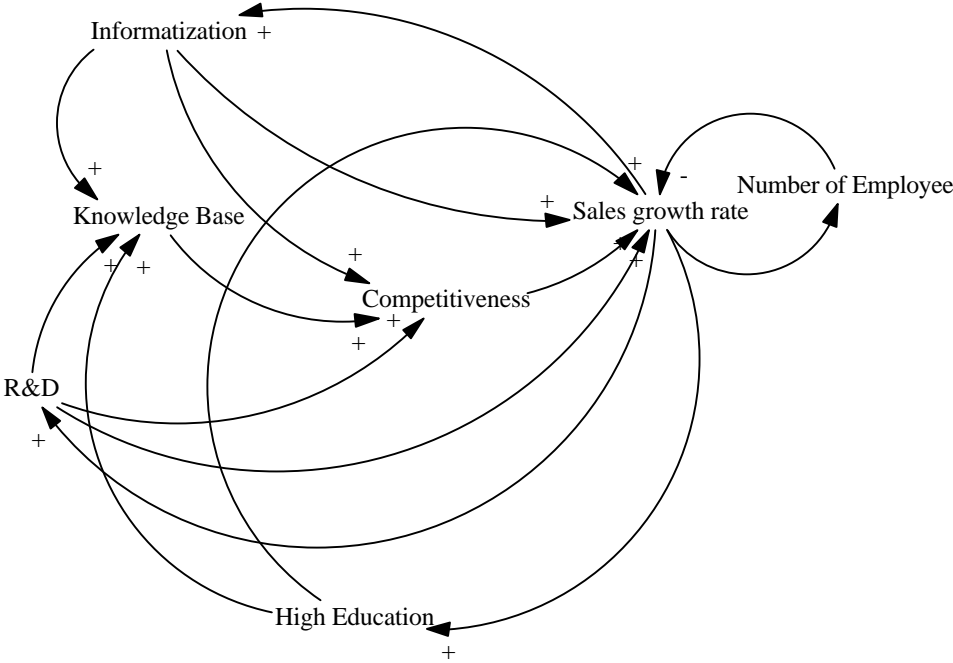 Informatization +
+
+
-
Number of Employee
+
Knowledge Base
Sales growth rate
+
+
+
+
+
Competitiveness
+
+
R&D
+
High Education
+